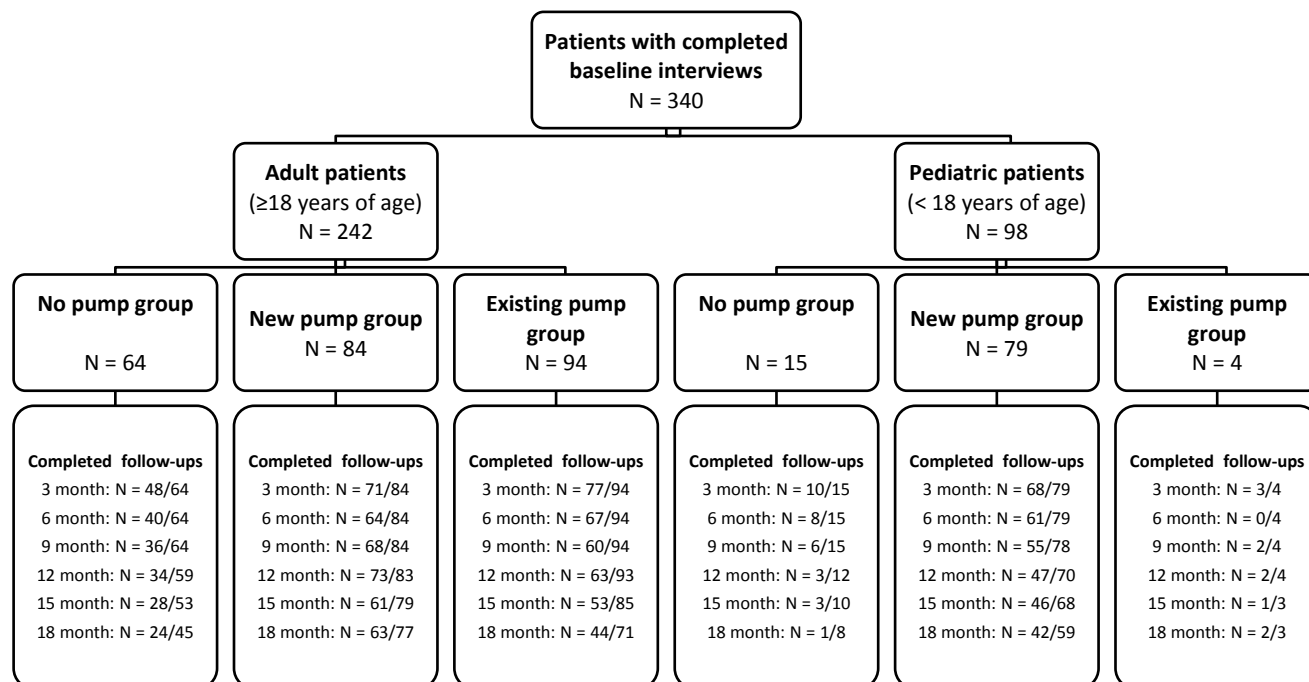 Patients with completed
baseline interviews
N = 340
Adult patients
(≥18 years of age)
N = 242
Pediatric patients
(< 18 years of age)
N = 98
No pump group
N = 64
New pump group
N = 84
Existing pump
group
N = 94
No pump group
N = 15
New pump group
N = 79
Existing pump
group
N = 4
Completed follow-ups
3 month: N = 48/64
6 month: N = 40/64
9 month: N = 36/64
12 month: N = 34/59
15 month: N = 28/53
18 month: N = 24/45
Completed follow-ups
3 month: N = 71/84
6 month: N = 64/84
9 month: N = 68/84
12 month: N = 73/83
15 month: N = 61/79
18 month: N = 63/77
Completed follow-ups
3 month: N = 77/94
6 month: N = 67/94
9 month: N = 60/94
12 month: N = 63/93
15 month: N = 53/85
18 month: N = 44/71
Completed follow-ups
3 month: N = 10/15
6 month: N = 8/15
9 month: N = 6/15
12 month: N = 3/12
15 month: N = 3/10
18 month: N = 1/8
Completed follow-ups
3 month: N = 68/79
6 month: N = 61/79
9 month: N = 55/78
12 month: N = 47/70
15 month: N = 46/68
18 month: N = 42/59
Completed follow-ups
3 month: N = 3/4
6 month: N = 0/4
9 month: N = 2/4
12 month: N = 2/4
15 month: N = 1/3
18 month: N = 2/3